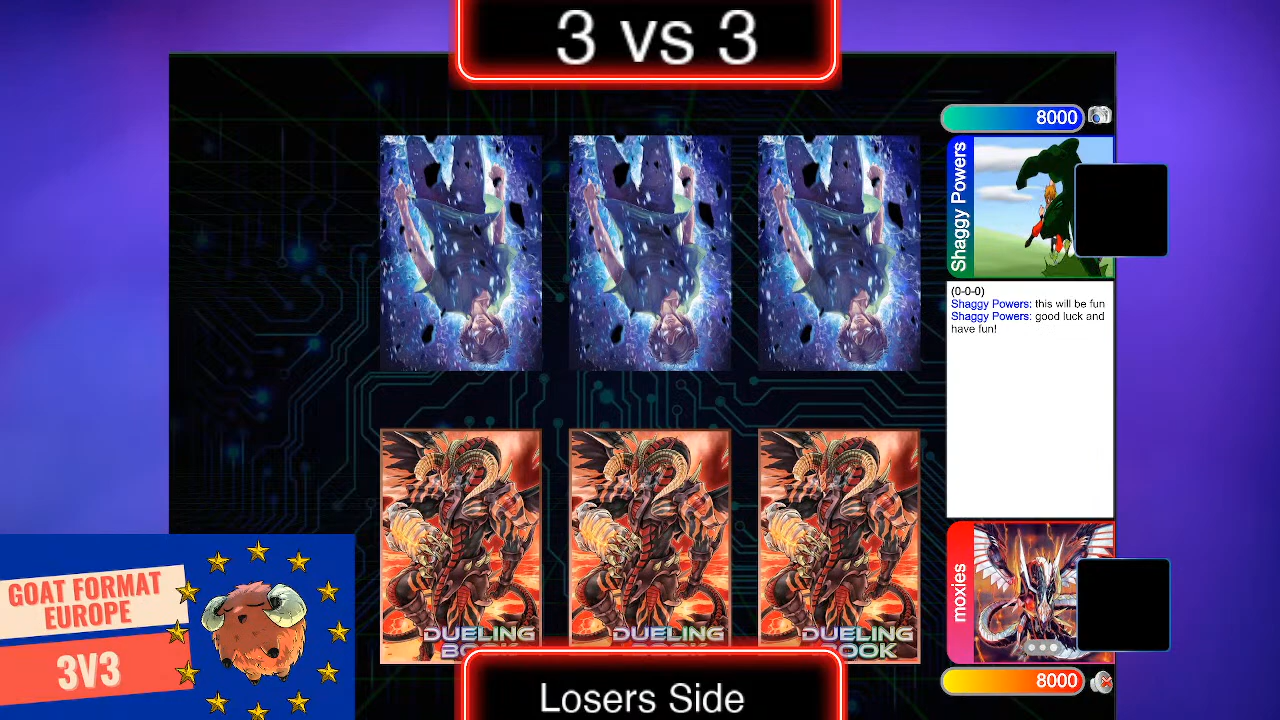 3 vs 3
8000
Shaggy Powers
(0-0-0)
Shaggy Powers: this will be fun
Shaggy Powers: good luck and
have fun!
DUELING
BOOK
DUELING
BOOK
DUELING
BOOK
moxies
8000
GOAT FORMAT
EUROPE
3V3
Losers Side